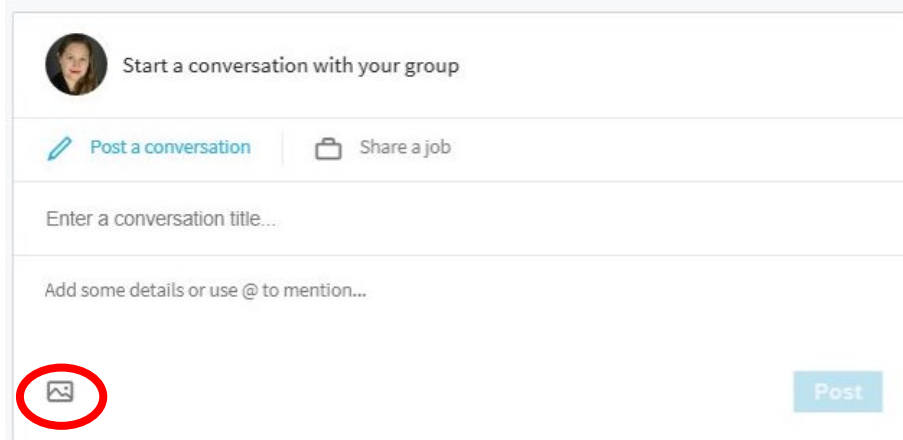 Start a conversation with your group
Post a conversation Share a job
Enter a conversation title...
Add some details or use @ to mention...
Post